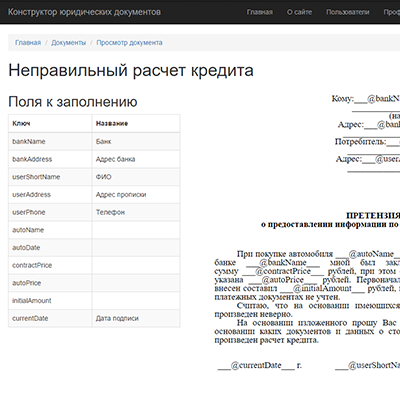 Конструктор юридических документов Главная О сайте Пользователи
Главная / Документы / Просмотр документа
Неправильный расчет кредита
Поля к заполнению
Ключ Название
bankName Банк
bankAddress Адрес банка
userShortName ФИО
userAddress Адрес прописки
userPhone Телефон
autoName
autoDate
contractPrice
autoPrice
initialAmount
currentDate Дата подписи
Кому:___@bankN
(на
Адрес:___@ban
Потребитель:___@
Адрес:___@userA
ПРЕТЕНЗИЯ
о предоставлении информации по
При покупке автомобиля ___@autoName__
банке ___@bankName___ мной был закл
сумму ___@contractPrice___ рублей, при этом
указана ___@autoPrice___ рублей. Первоначал
внесен составил ___@initialAmount___ рублей,
платежных документах не учтен.
Считаю, что на основании имеющихся
произведен неверно.
На основании изложенного прошу Вас
основании каких документов и данных о сто
произведен расчет кредита.
___@currentDate___ г. ___@userShortNa